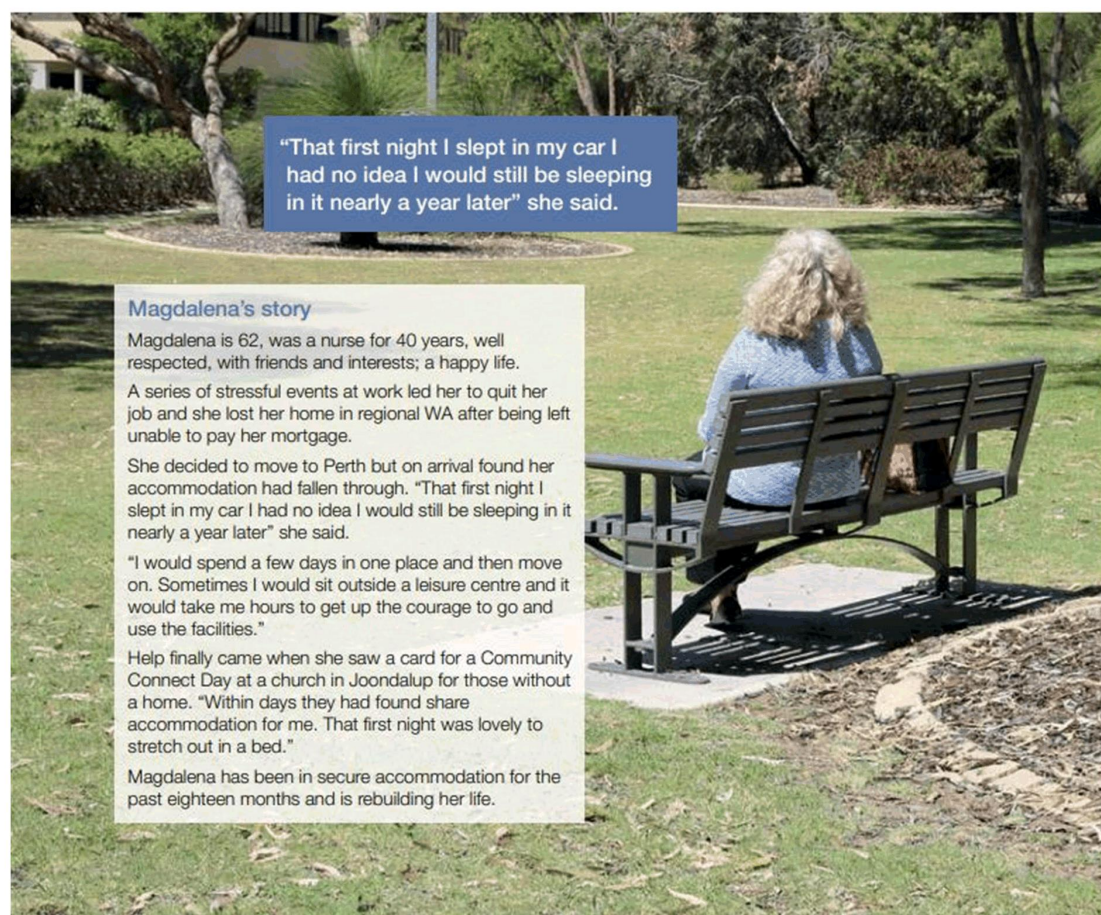 “That first night I slept in my car I
had no idea I would still be sleeping
in it nearly a year later” she said.
Magdalena’s story
Magdalena is 62, was a nurse for 40 years, well
respected, with friends and interests; a happy life.
A series of stressful events at work led her to quit her
job and she lost her home in regional WA after being left
unable to pay her mortgage.
She decided to move to Perth but on arrival found her
accommodation had fallen through. “That first night I
slept in my car I had no idea I would still be sleeping in it
nearly a year later” she said.
“I would spend a few days in one place and then move
on. Sometimes I would sit outside a leisure centre and it
would take me hours to get up the courage to go and
use the facilities.”
Help finally came when she saw a card for a Community
Connect Day at a church in Joondalup for those without
a home. “Within days they had found share
accommodation for me. That first night was lovely to
stretch out in a bed.”
Magdalena has been in secure accommodation for the
past eighteen months and is rebuilding her life.